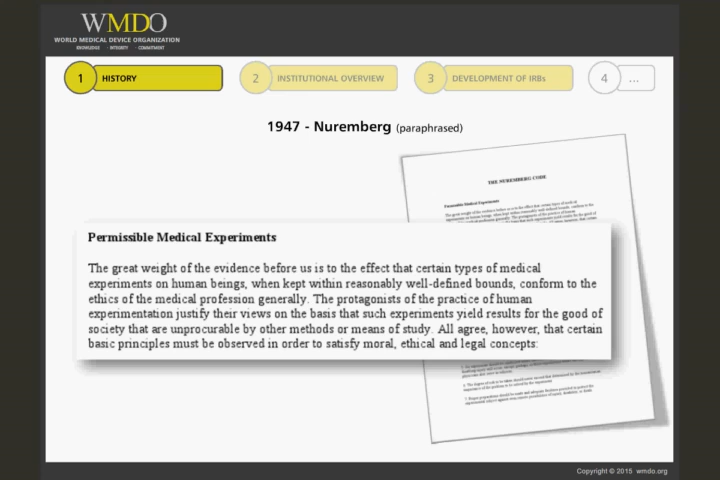 WMDO
WORLD MEDICAL DEVICE ORGANIZATION
KNOWLEDGE · INTEGRITY · COMMITMENT
1 HISTORY
2 INSTITUTIONAL OVERVIEW
3 DEVELOPMENT OF IRBs
4 ...
1947 - Nuremberg (paraphrased)
THE NUREMBERG CODE
Permissible Medical Experiments
Permissible Medical Experiments
The great weight of the evidence before us is to the effect that certain types of medical
experiments on human beings, when kept within reasonably well-defined bounds, conform to the
ethics of the medical profession generally. The protagonists of the practice of human
experimentation justify their views on the basis that such experiments yield results for the good of
society that are unprocurable by other methods or means of study. All agree, however, that certain
basic principles must be observed in order to satisfy moral, ethical and legal concepts:
Copyright © 2015 wmdo.org